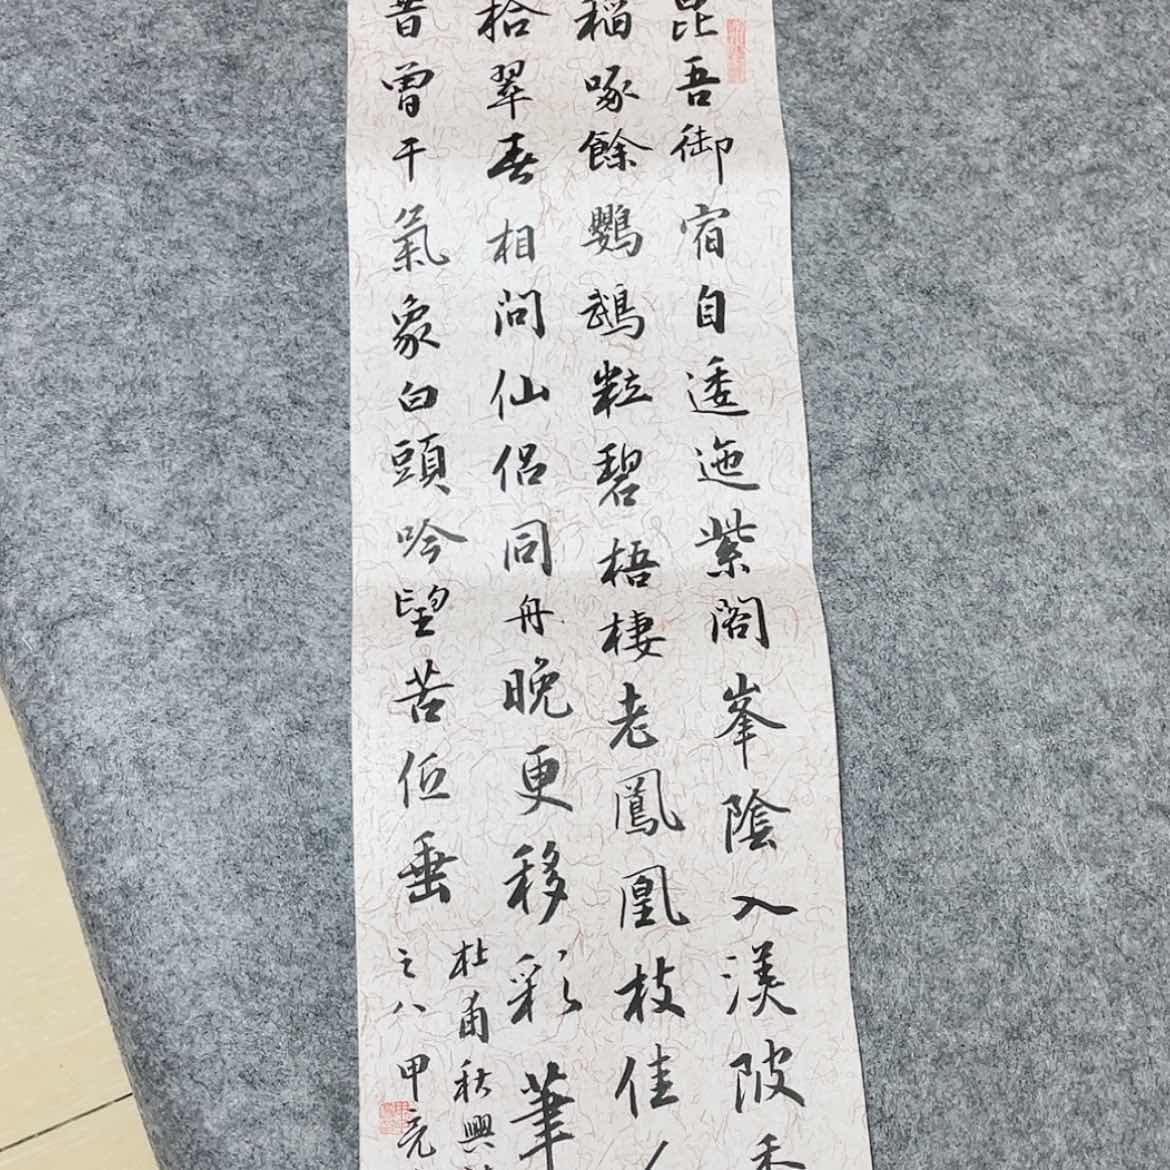 昆吾御宿自逶迤紫閣峯陰入渼陂香
稻啄餘鸚鵡粒碧梧棲老鳳凰枝佳人
拾翠春相問仙侶同舟晚更移彩筆
昔曾干氣象白頭吟望苦低垂
杜甫秋興
之八甲辰